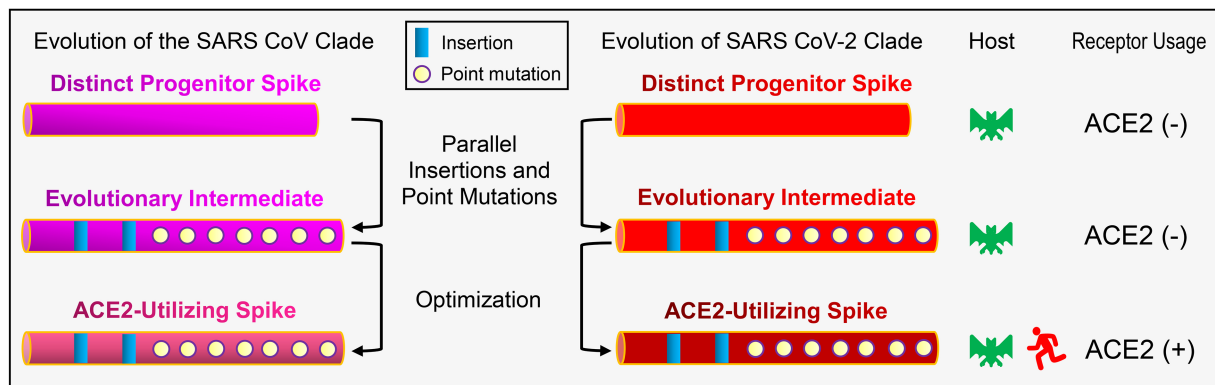 Evolution of the SARS CoV Clade
Insertion
Point mutation
Evolution of SARS CoV-2 Clade
Host
Receptor Usage
Distinct Progenitor Spike
Distinct Progenitor Spike
ACE2 (-)
Parallel
Insertions and
Point Mutations
Evolutionary Intermediate
Evolutionary Intermediate
ACE2 (-)
Optimization
ACE2-Utilizing Spike
ACE2-Utilizing Spike
ACE2 (+)